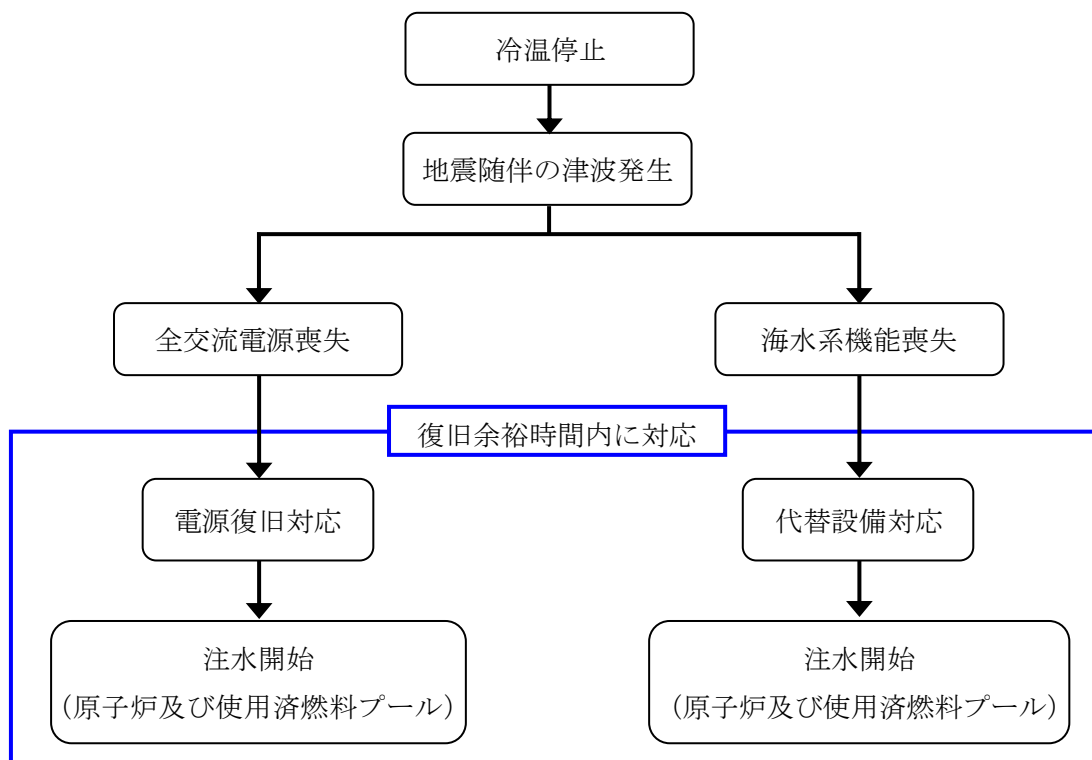 冷温停止
地震随伴の津波発生
全交流電源喪失
海水系機能喪失
復旧余裕時間内に対応
電源復旧対応
代替設備対応
注水開始
(原子炉及び使用済燃料プール)
注水開始
(原子炉及び使用済燃料プール)